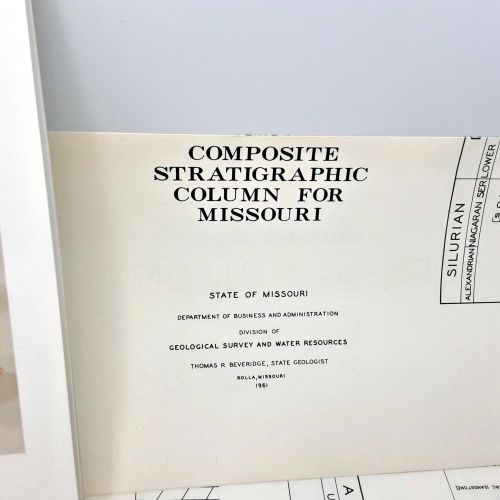 COMPOSITE
STRATIGRAPHIC
COLUMN FOR
MISSOURI
STATE OF MISSOURI
DEPARTMENT OF BUSINESS AND ADMINISTRATION
DIVISION OF
GEOLOGICAL SURVEY AND WATER RESOURCES
THOMAS R. BEVERIDGE, STATE GEOLOGIST
ROLLA, MISSOURI
1961
SILURIAN
ALEXANDRIAN NIAGARAN SER. LOWER